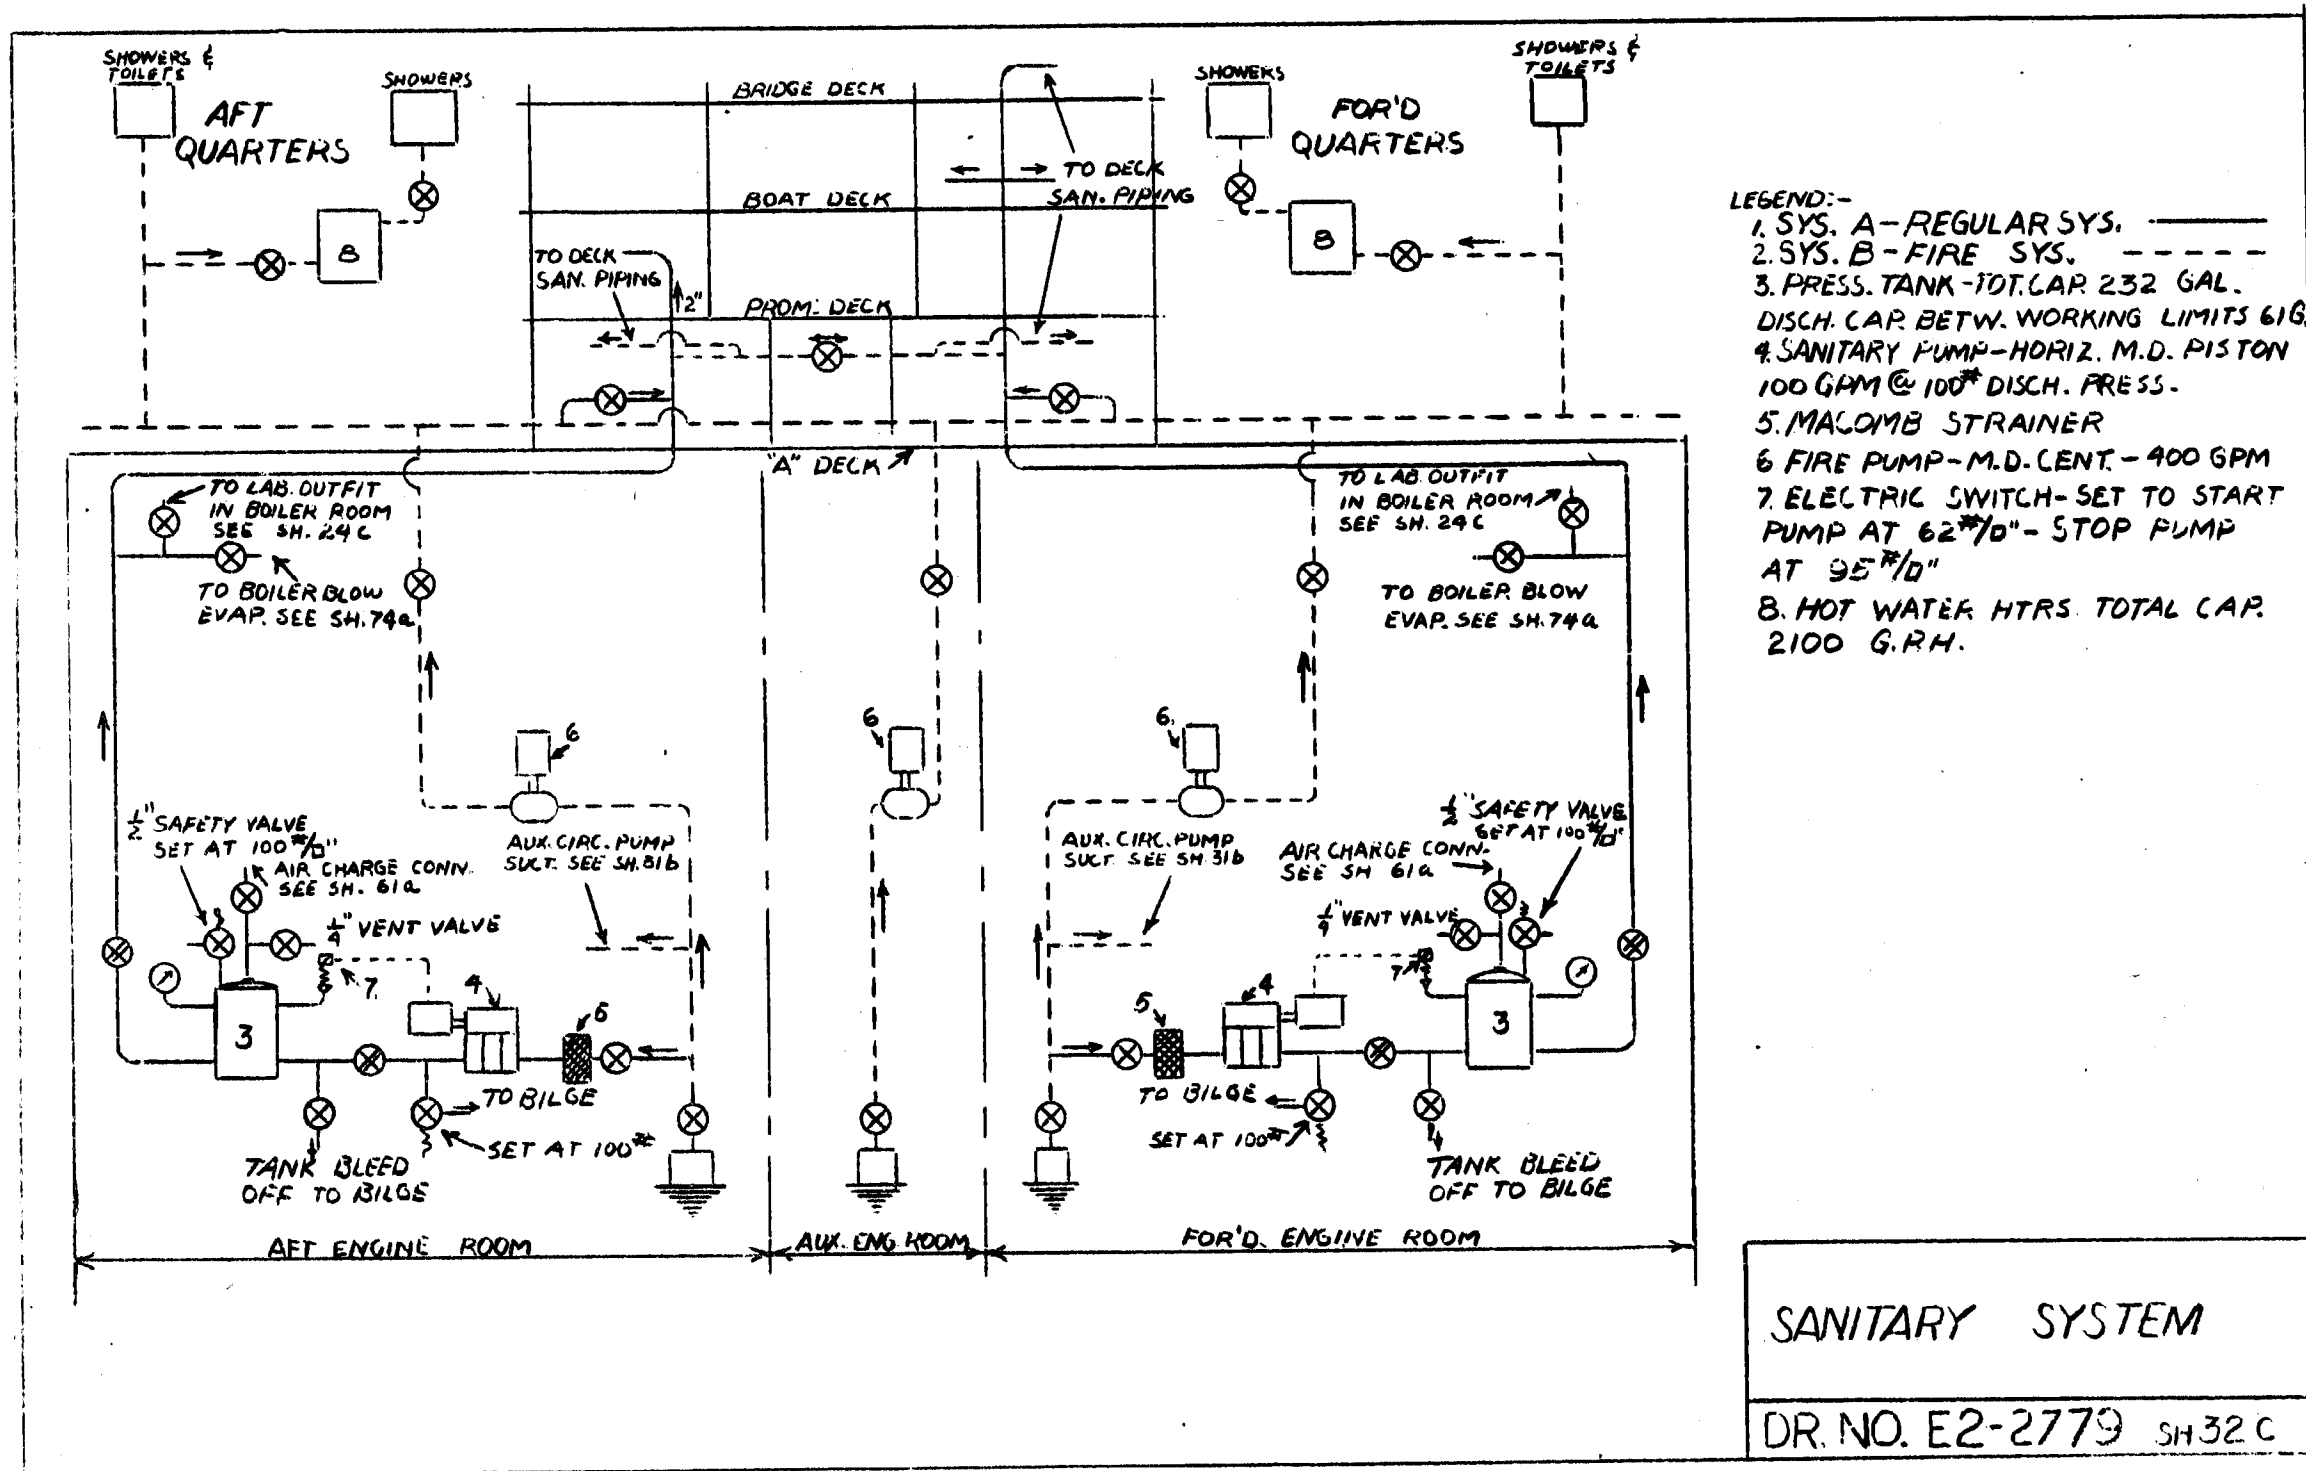 SHOWERS &
TOILETS
SHOWERS
AFT
QUARTERS
8
BRIDGE DECK
BOAT DECK
PROM. DECK
TO DECK
SAN. PIPING
2"
TO DECK
SAN. PIPING
"A" DECK
SHOWERS
SHOWERS &
TOILETS
FOR'D
QUARTERS
8
LEGEND:-
1. SYS. A-REGULAR SYS.
2. SYS. B-FIRE SYS.
3. PRESS. TANK-TOT. CAP. 232 GAL.
DISCH. CAP. BETW. WORKING LIMITS 61G.
4. SANITARY PUMP-HORIZ. M.D. PISTON
100 GPM @ 100# DISCH. PRESS.
5. MACOMB STRAINER
6 FIRE PUMP-M.D. CENT.-400 GPM
7. ELECTRIC SWITCH-SET TO START
PUMP AT 62#/□"-STOP PUMP
AT 95#/□"
8. HOT WATER HTRS. TOTAL CAP.
2100 G.P.H.
TO LAB. OUTFIT
IN BOILER ROOM
SEE SH. 24C
TO BOILER BLOW
EVAP. SEE SH. 74a
6
1/2" SAFETY VALVE
SET AT 100#/□"
AIR CHARGE CONN.
SEE SH. 61a
1/4" VENT VALVE
7
3
4
5
AUX. CIRC. PUMP
SUCT. SEE SH. 31b
TO BILGE
SET AT 100#
TANK BLEED
OFF TO BILGE
AFT ENGINE ROOM
6
AUX. ENG. ROOM
TO LAB. OUTFIT
IN BOILER ROOM
SEE SH. 24C
TO BOILER BLOW
EVAP. SEE SH. 74a
6.
AUX. CIRC. PUMP
SUCT. SEE SH 31b
1/2" SAFETY VALVE
SET AT 100#/□"
AIR CHARGE CONN.
SEE SH 61a
1/4" VENT VALVE
7
5
4
3
TO BILGE
SET AT 100#
TANK BLEED
OFF TO BILGE
FOR'D. ENGINE ROOM
SANITARY SYSTEM
DR. NO. E2-2779 SH 32 C